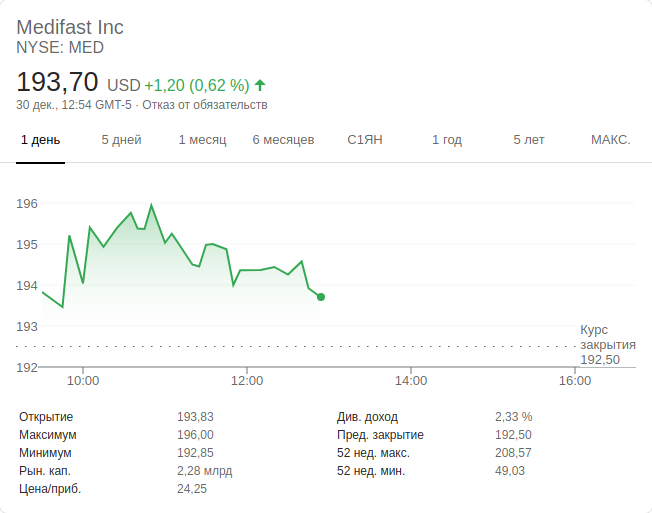 Medifast Inc
NYSE: MED
193,70 USD +1,20 (0,62 %)
30 дек., 12:54 GMT-5 · Отказ от обязательств
1 день 5 дней 1 месяц 6 месяцев С1ЯН 1 год 5 лет МАКС.
196
195
194
193
Курс
закрытия
192,50
192
10:00 12:00 14:00 16:00
Открытие 193,83 Див. доход 2,33 %
Максимум 196,00 Пред. закрытие 192,50
Минимум 192,85 52 нед. макс. 208,57
Рын. кап. 2,28 млрд 52 нед. мин. 49,03
Цена/приб. 24,25